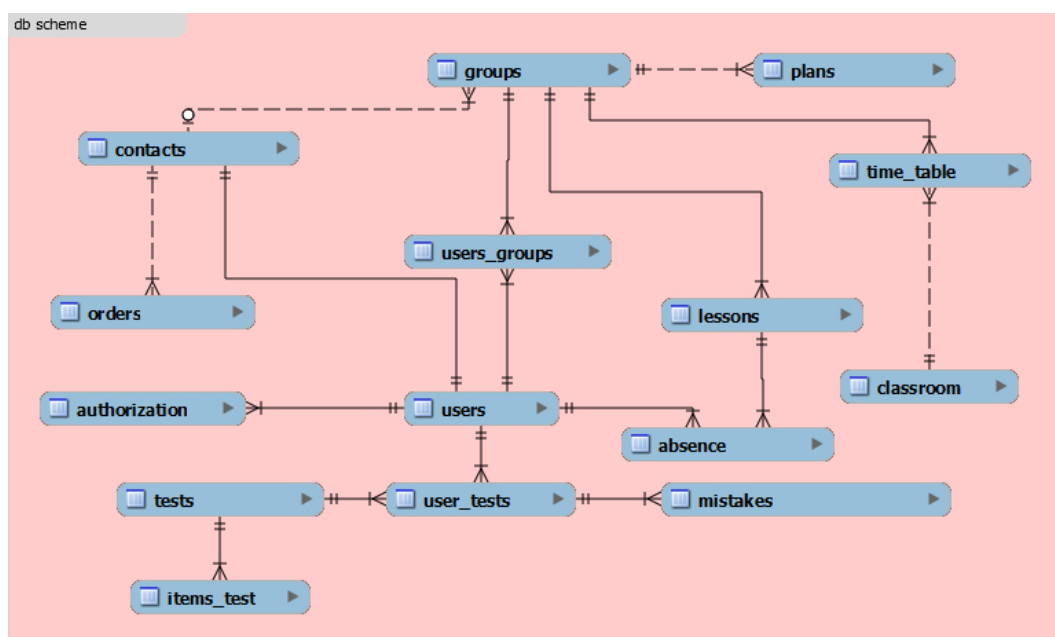 db scheme
groups
plans
contacts
time_table
users_groups
orders
lessons
classroom
authorization
users
absence
tests
user_tests
mistakes
items_test